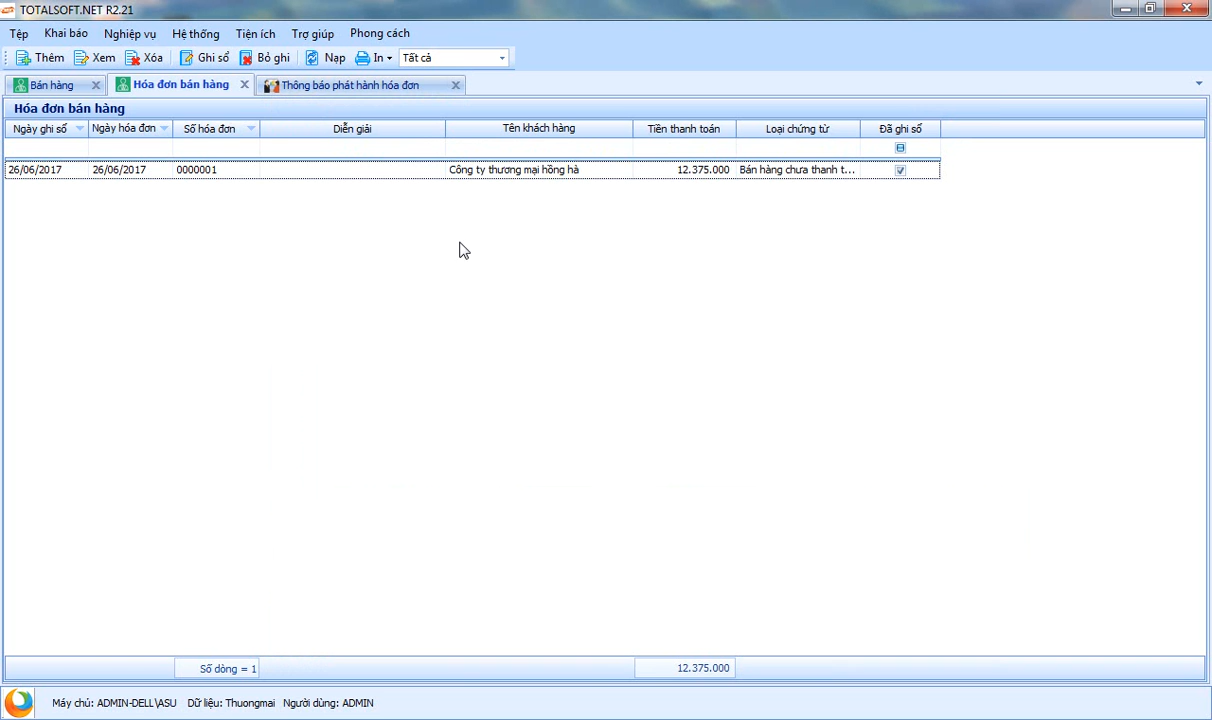 TOTALSOFT.NET R2.21
Tệp Khai báo Nghiệp vụ Hệ thống Tiện ích Trợ giúp Phong cách
Thêm Xem Xóa Ghi sổ Bỏ ghi Nạp In Tất cả
Bán hàng Hóa đơn bán hàng Thông báo phát hành hóa đơn
Hóa đơn bán hàng
Ngày ghi sổ Ngày hóa đơn Số hóa đơn Diễn giải Tên khách hàng Tiền thanh toán Loại chứng từ Đã ghi sổ
26/06/2017 26/06/2017 0000001 Công ty thương mại hồng hà 12.375.000 Bán hàng chưa thanh t...
Số dòng = 1 12.375.000
Máy chủ: ADMIN-DELL\ASU Dữ liệu: Thuongmai Người dùng: ADMIN